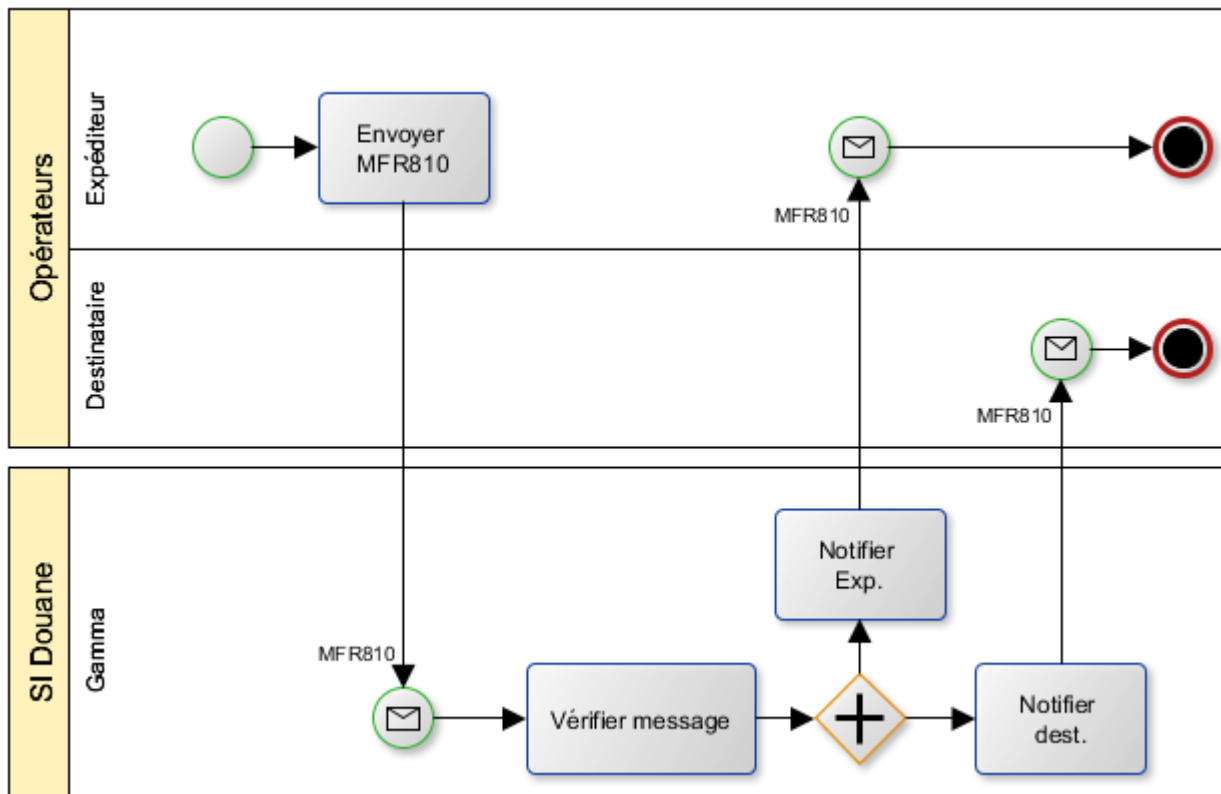 Opérateurs
Expéditeur
Envoyer
MFR810
MFR810
Destinataire
MFR810
SI Douane
Gamma
MFR810
Vérifier message
Notifier
Exp.
Notifier
dest.